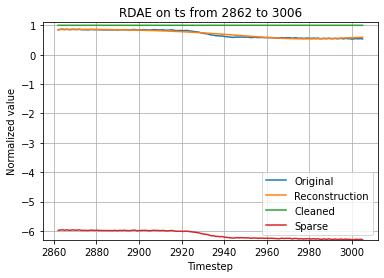 RDAE on ts from 2862 to 3006
1
0
−1
−2
−3
−4
−5
−6
Normalized value
Original
Reconstruction
Cleaned
Sparse
2860 2880 2900 2920 2940 2960 2980 3000
Timestep